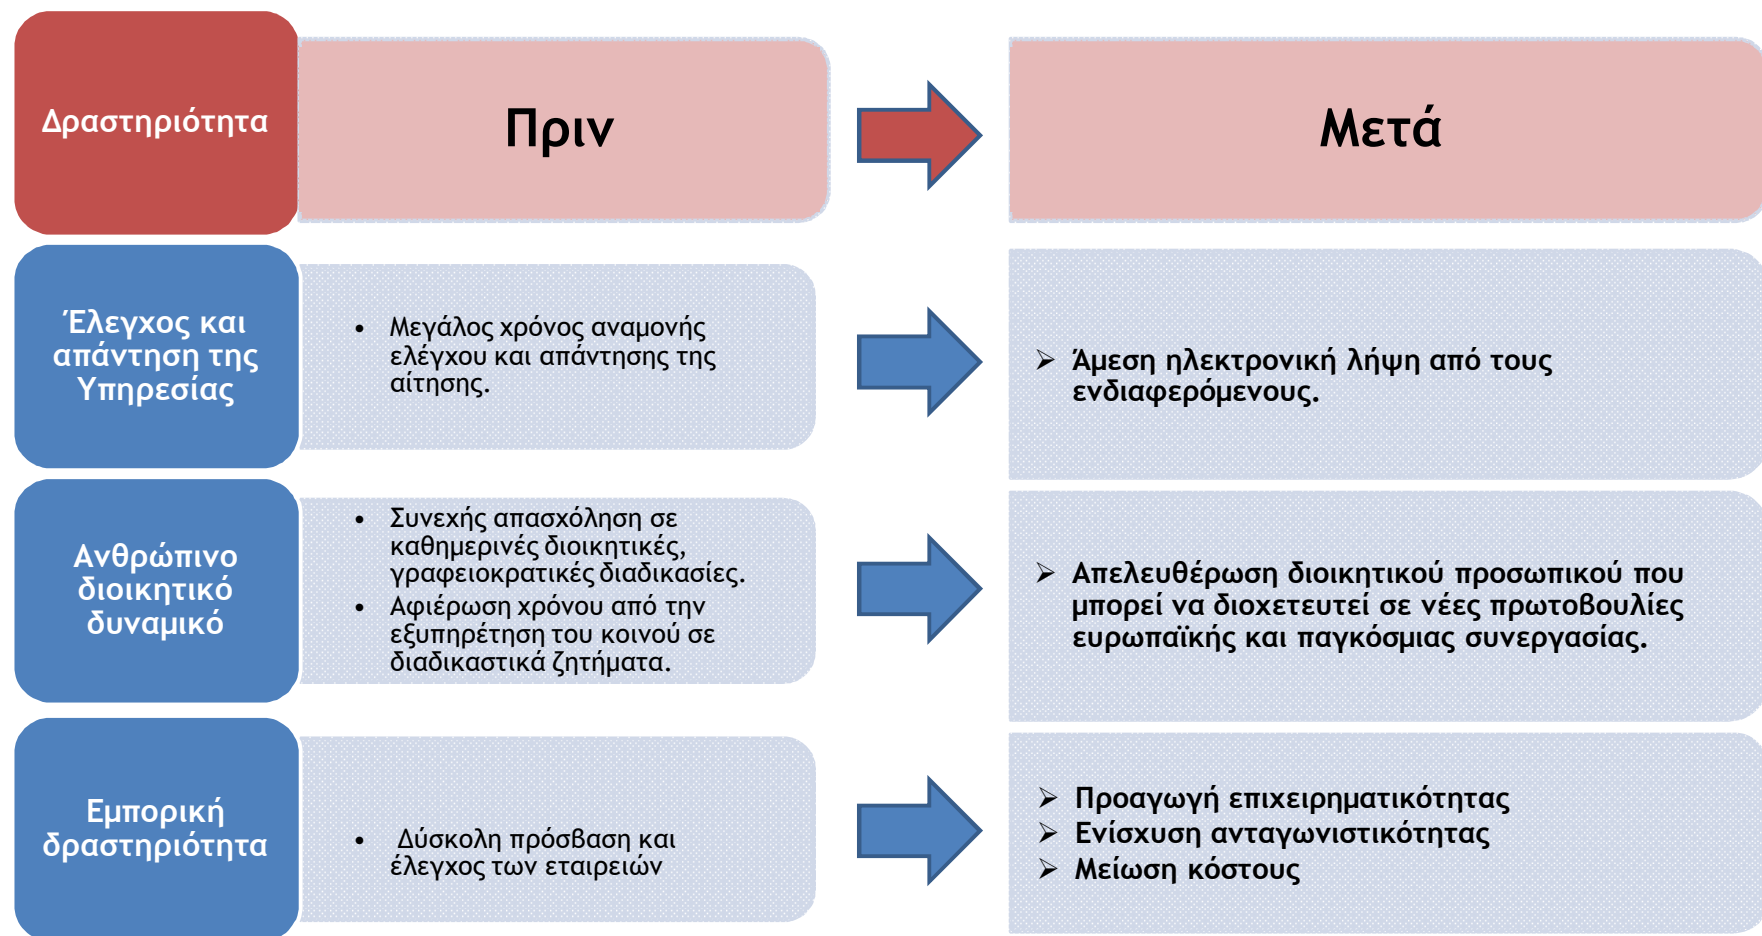 Δραστηριότητα
Πριν
Μετά
Έλεγχος και
απάντηση της
Υπηρεσίας
• Μεγάλος χρόνος αναμονής
ελέγχου και απάντησης της
αίτησης.
➢ Άμεση ηλεκτρονική λήψη από τους
ενδιαφερόμενους.
Ανθρώπινο
διοικητικό
δυναμικό
• Συνεχής απασχόληση σε
καθημερινές διοικητικές,
γραφειοκρατικές διαδικασίες.
• Αφιέρωση χρόνου από την
εξυπηρέτηση του κοινού σε
διαδικαστικά ζητήματα.
➢ Απελευθέρωση διοικητικού προσωπικού που
μπορεί να διοχετευτεί σε νέες πρωτοβουλίες
ευρωπαϊκής και παγκόσμιας συνεργασίας.
Εμπορική
δραστηριότητα
• Δύσκολη πρόσβαση και
έλεγχος των εταιρειών
➢ Προαγωγή επιχειρηματικότητας
➢ Ενίσχυση ανταγωνιστικότητας
➢ Μείωση κόστους